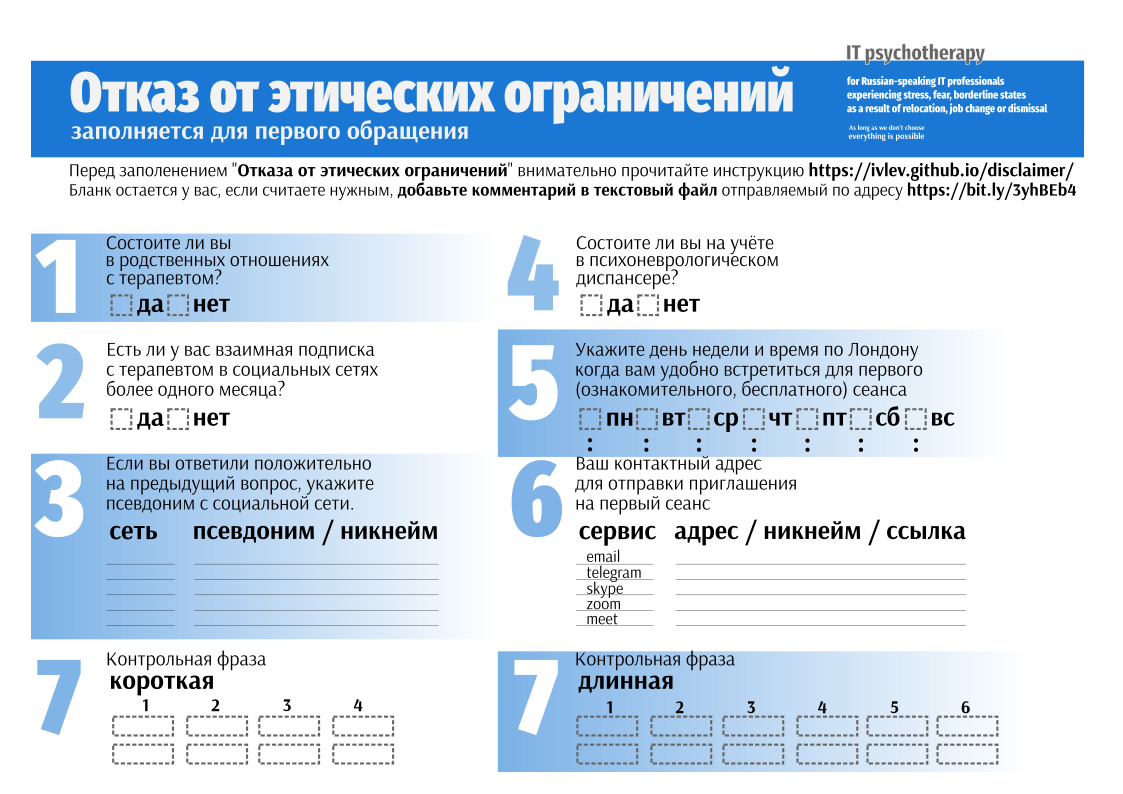 IT psychotherapy
Отказ от этических ограничений
заполняется для первого обращения
for Russian-speaking IT professionals
experiencing stress, fear, borderline states
as a result of relocation, job change or dismissal
As long as we don't choose
everything is possible
Перед заполенением "Отказа от этических ограничений" внимательно прочитайте инструкцию https://ivlev.github.io/disclaimer/
Бланк остается у вас, если считаете нужным, добавьте комментарий в текстовый файл отправляемый по адресу https://bit.ly/3yhBEb4
1
Состоите ли вы
в родственных отношениях
с терапевтом?
да нет
2
Есть ли у вас взаимная подписка
с терапевтом в социальных сетях
более одного месяца?
да нет
3
Если вы ответили положительно
на предыдущий вопрос, укажите
псевдоним с социальной сети.
сеть псевдоним / никнейм
4
Состоите ли вы на учёте
в психоневрологическом
диспансере?
да нет
5
Укажите день недели и время по Лондону
когда вам удобно встретиться для первого
(ознакомительного, бесплатного) сеанса
пн вт ср чт пт сб вс
: : : : : : :
6
Ваш контактный адрес
для отправки приглашения
на первый сеанс
сервис адрес / никнейм / ссылка
email
telegram
skype
zoom
meet
7
Контрольная фраза
короткая
1 2 3 4
7
Контрольная фраза
длинная
1 2 3 4 5 6